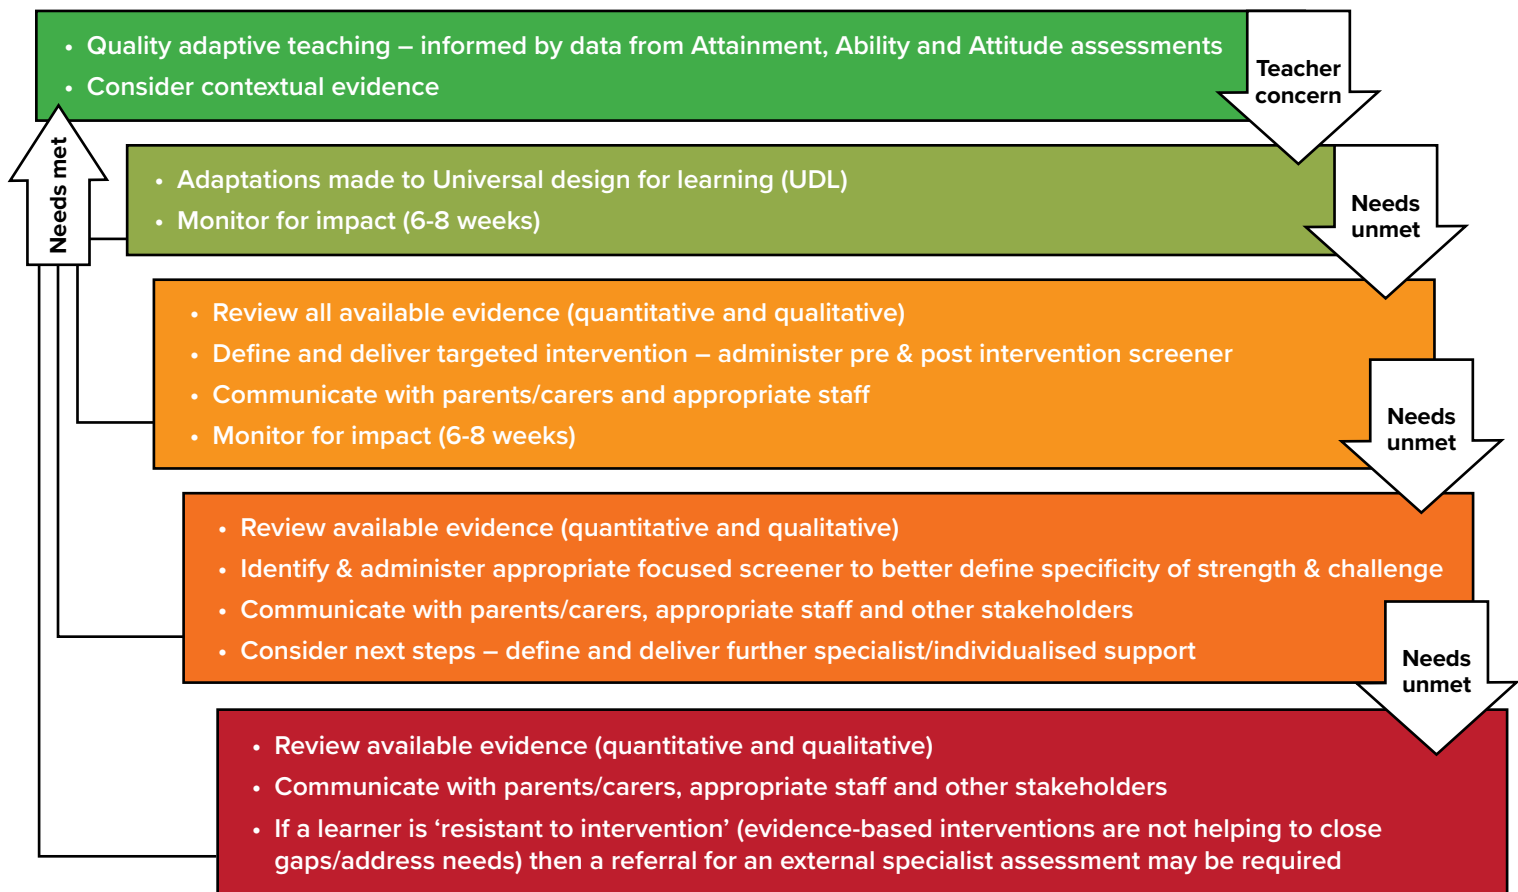 • Quality adaptive teaching – informed by data from Attainment, Ability and Attitude assessments
• Consider contextual evidence
Teacher
concern
Needs met
• Adaptations made to Universal design for learning (UDL)
• Monitor for impact (6-8 weeks)
Needs
unmet
• Review all available evidence (quantitative and qualitative)
• Define and deliver targeted intervention – administer pre & post intervention screener
• Communicate with parents/carers and appropriate staff
• Monitor for impact (6-8 weeks)
Needs
unmet
• Review available evidence (quantitative and qualitative)
• Identify & administer appropriate focused screener to better define specificity of strength & challenge
• Communicate with parents/carers, appropriate staff and other stakeholders
• Consider next steps – define and deliver further specialist/individualised support
Needs
unmet
• Review available evidence (quantitative and qualitative)
• Communicate with parents/carers, appropriate staff and other stakeholders
• If a learner is ‘resistant to intervention’ (evidence-based interventions are not helping to close
gaps/address needs) then a referral for an external specialist assessment may be required